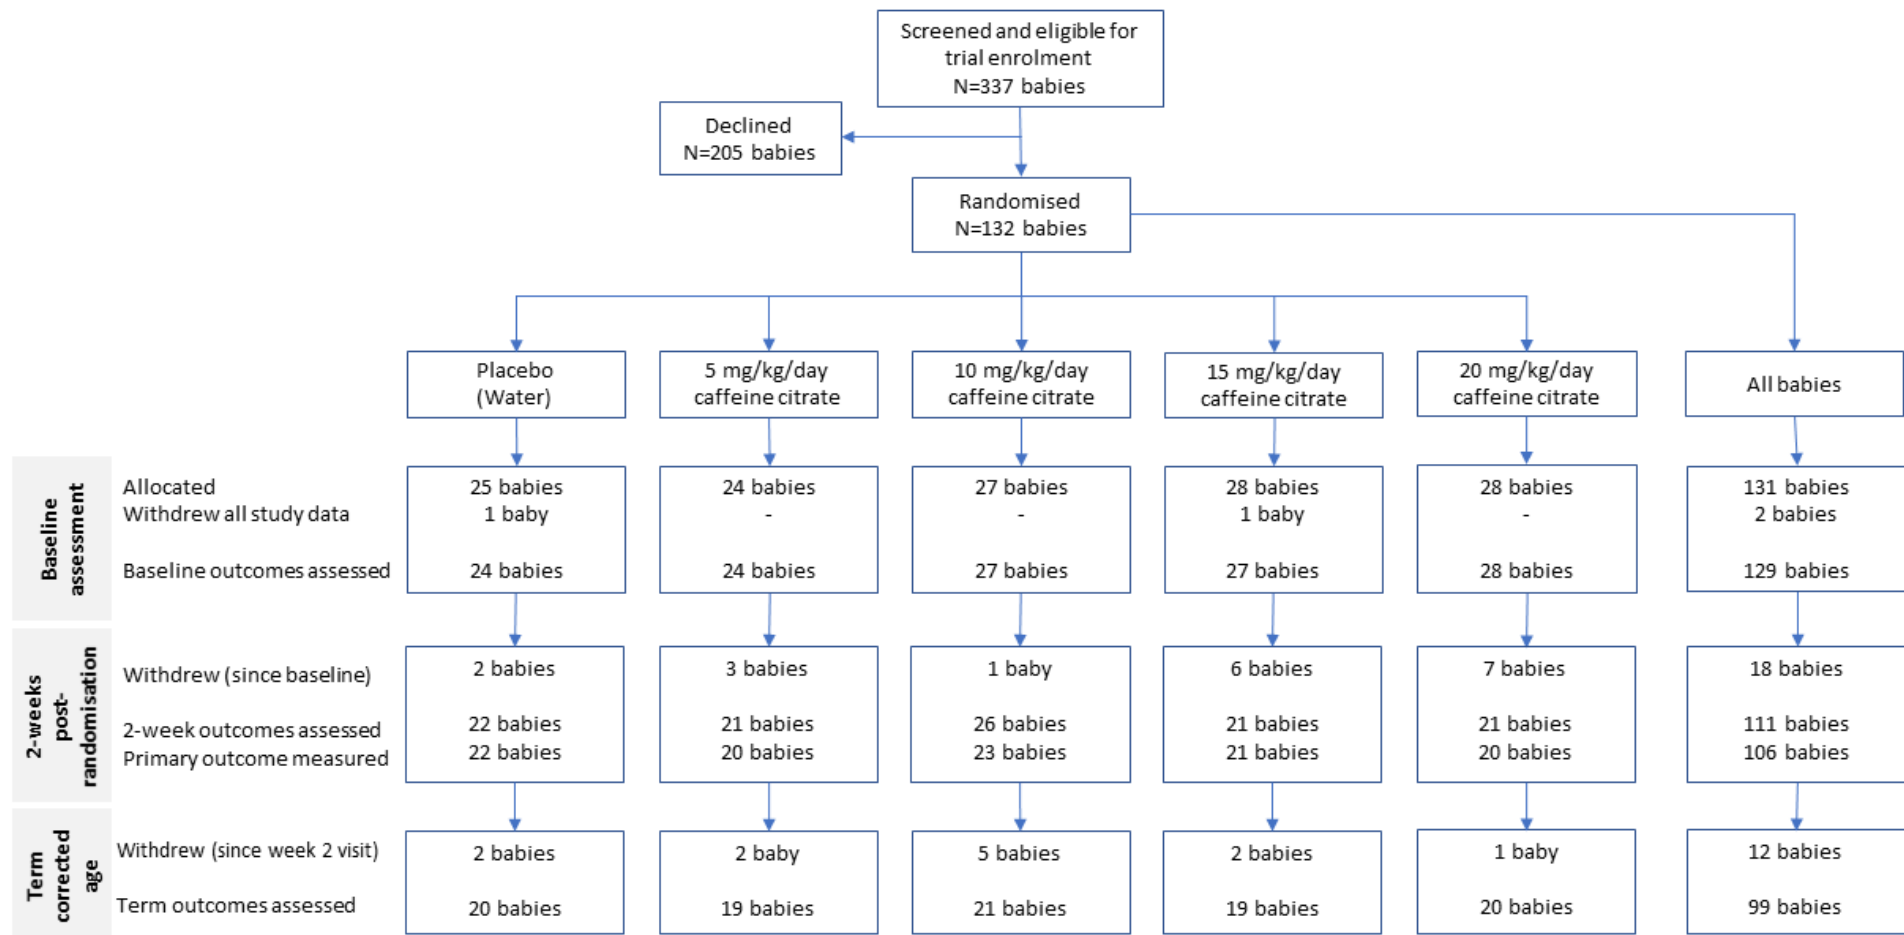 Screened and eligible for
trial enrolment
N=337 babies
Declined
N=205 babies
Randomised
N=132 babies
Placebo
(Water)
5 mg/kg/day
caffeine citrate
10 mg/kg/day
caffeine citrate
15 mg/kg/day
caffeine citrate
20 mg/kg/day
caffeine citrate
All babies
Baseline
assessment
Allocated 25 babies 24 babies 27 babies 28 babies 28 babies 131 babies
Withdrew all study data 1 baby - - 1 baby - 2 babies
Baseline outcomes assessed 24 babies 24 babies 27 babies 27 babies 28 babies 129 babies
2-weeks
post-
randomisation
Withdrew (since baseline) 2 babies 3 babies 1 baby 6 babies 7 babies 18 babies
2-week outcomes assessed 22 babies 21 babies 26 babies 21 babies 21 babies 111 babies
Primary outcome measured 22 babies 20 babies 23 babies 21 babies 20 babies 106 babies
Term
corrected
age
Withdrew (since week 2 visit) 2 babies 2 baby 5 babies 2 babies 1 baby 12 babies
Term outcomes assessed 20 babies 19 babies 21 babies 19 babies 20 babies 99 babies